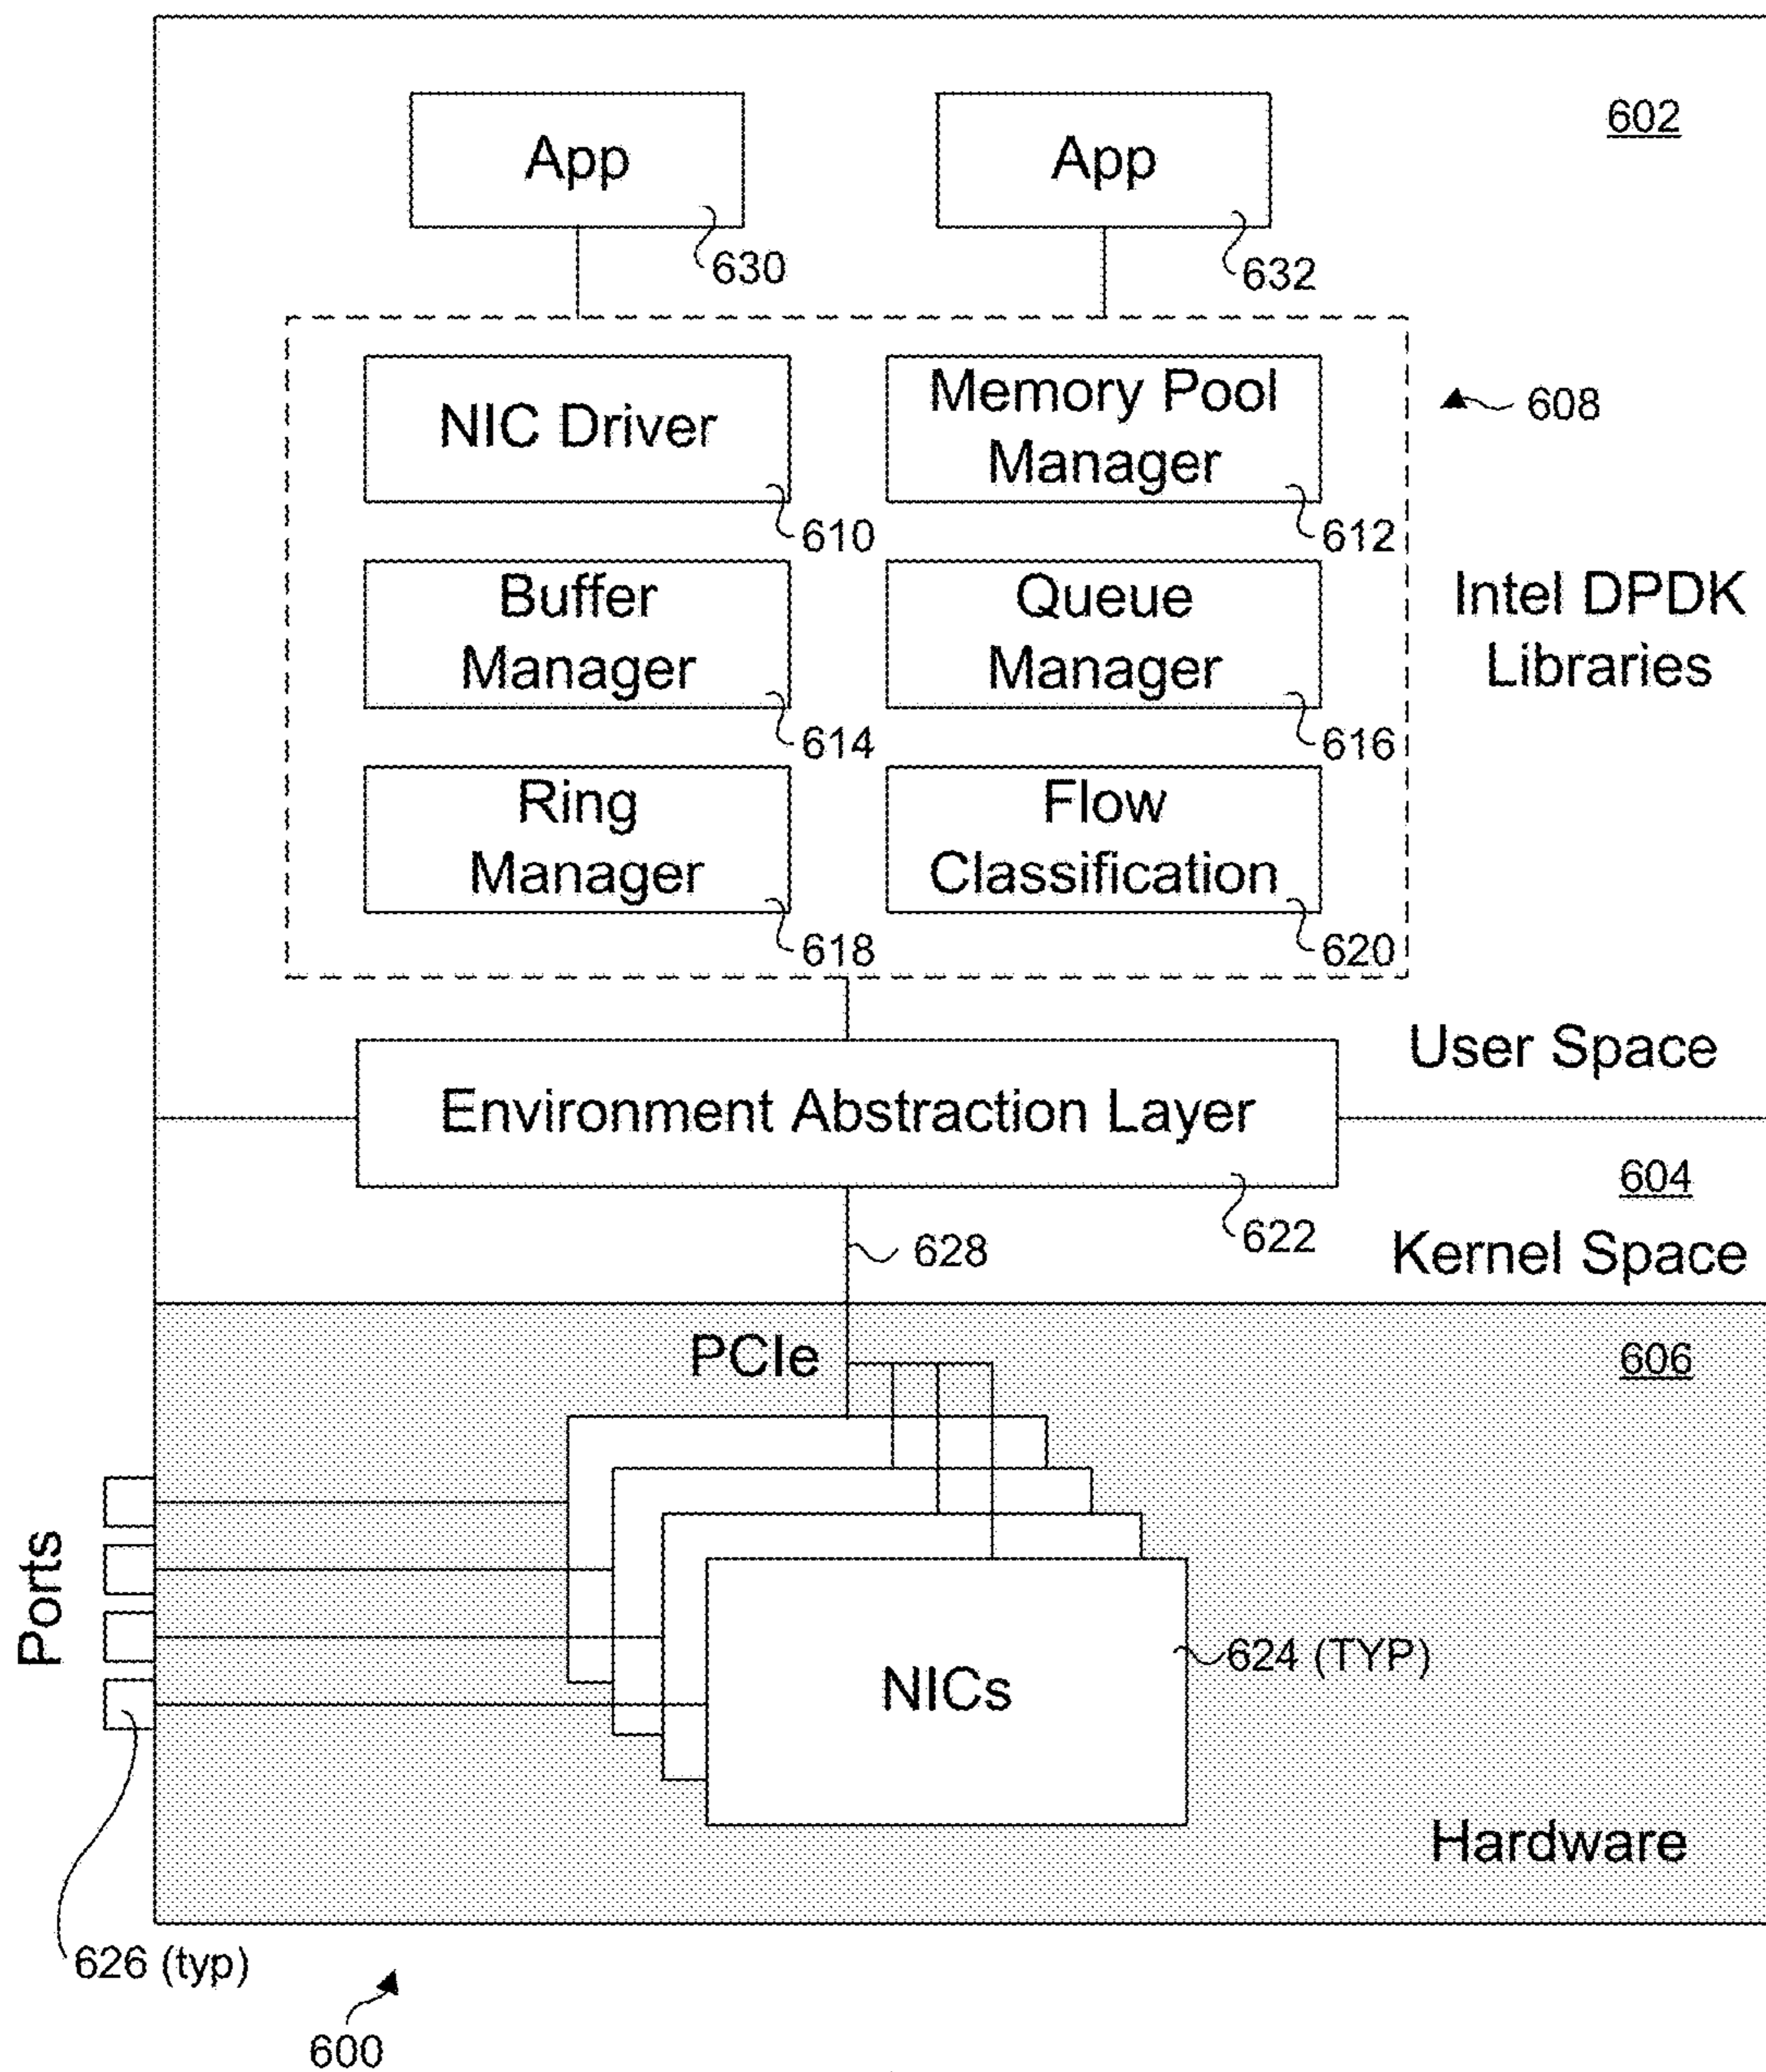 602
App
App
630
632
NIC Driver
Memory Pool
Manager
608
610
612
Buffer
Manager
Queue
Manager
Intel DPDK
Libraries
614
616
Ring
Manager
Flow
Classification
618
620
User Space
Environment Abstraction Layer
604
622
628
Kernel Space
PCIe
606
Ports
624 (TYP)
NICs
Hardware
626 (typ)
600